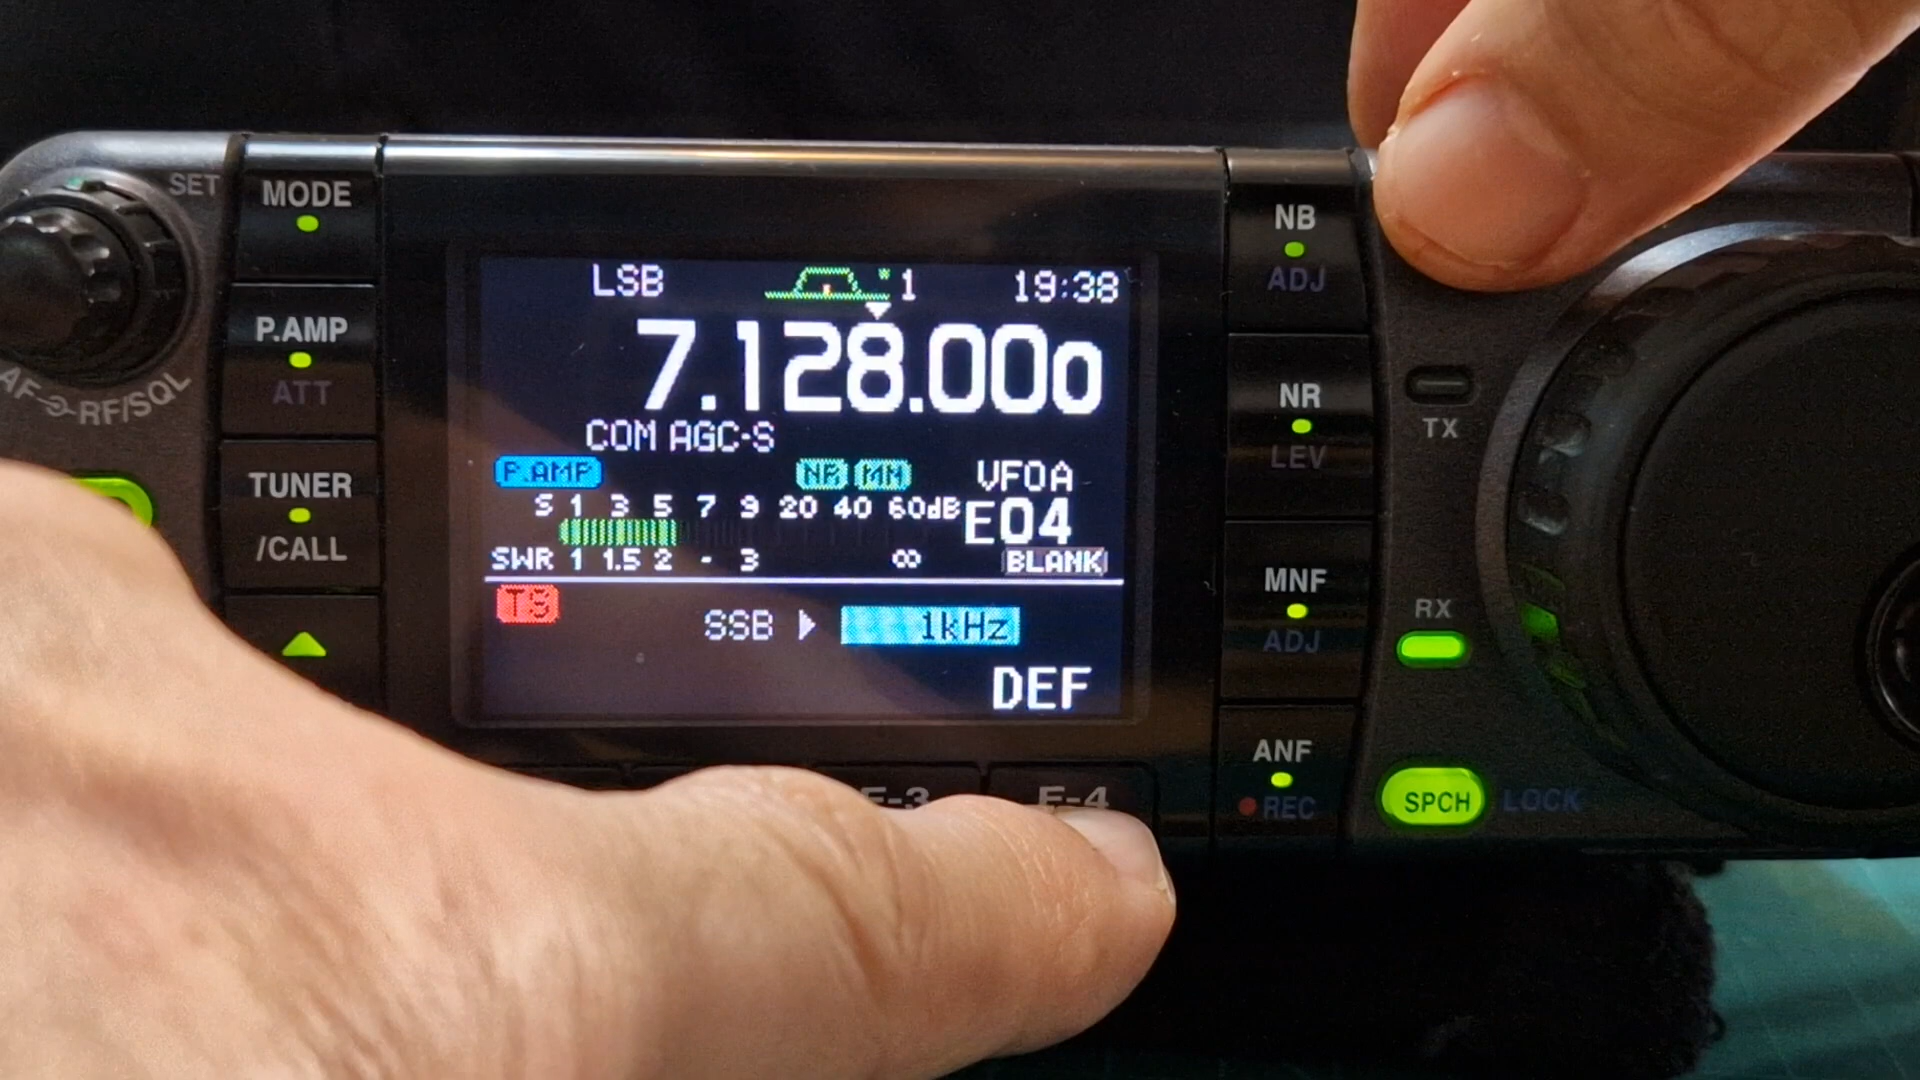 SET
MODE
P.AMP
ATT
AF RF/SQL
TUNER
/CALL
LSB 1 19:38
7.128.000
COM AGC-S
P.AMP NR MN VFOA
S 1 3 5 7 9 20 40 60dB E04
SWR 1 1.5 2 - 3 ∞ BLANK
TS SSB 1kHz
DEF
F-3 F-4
NB
ADJ
NR
LEV
MNF
ADJ
ANF
REC
TX
RX
SPCH LOCK